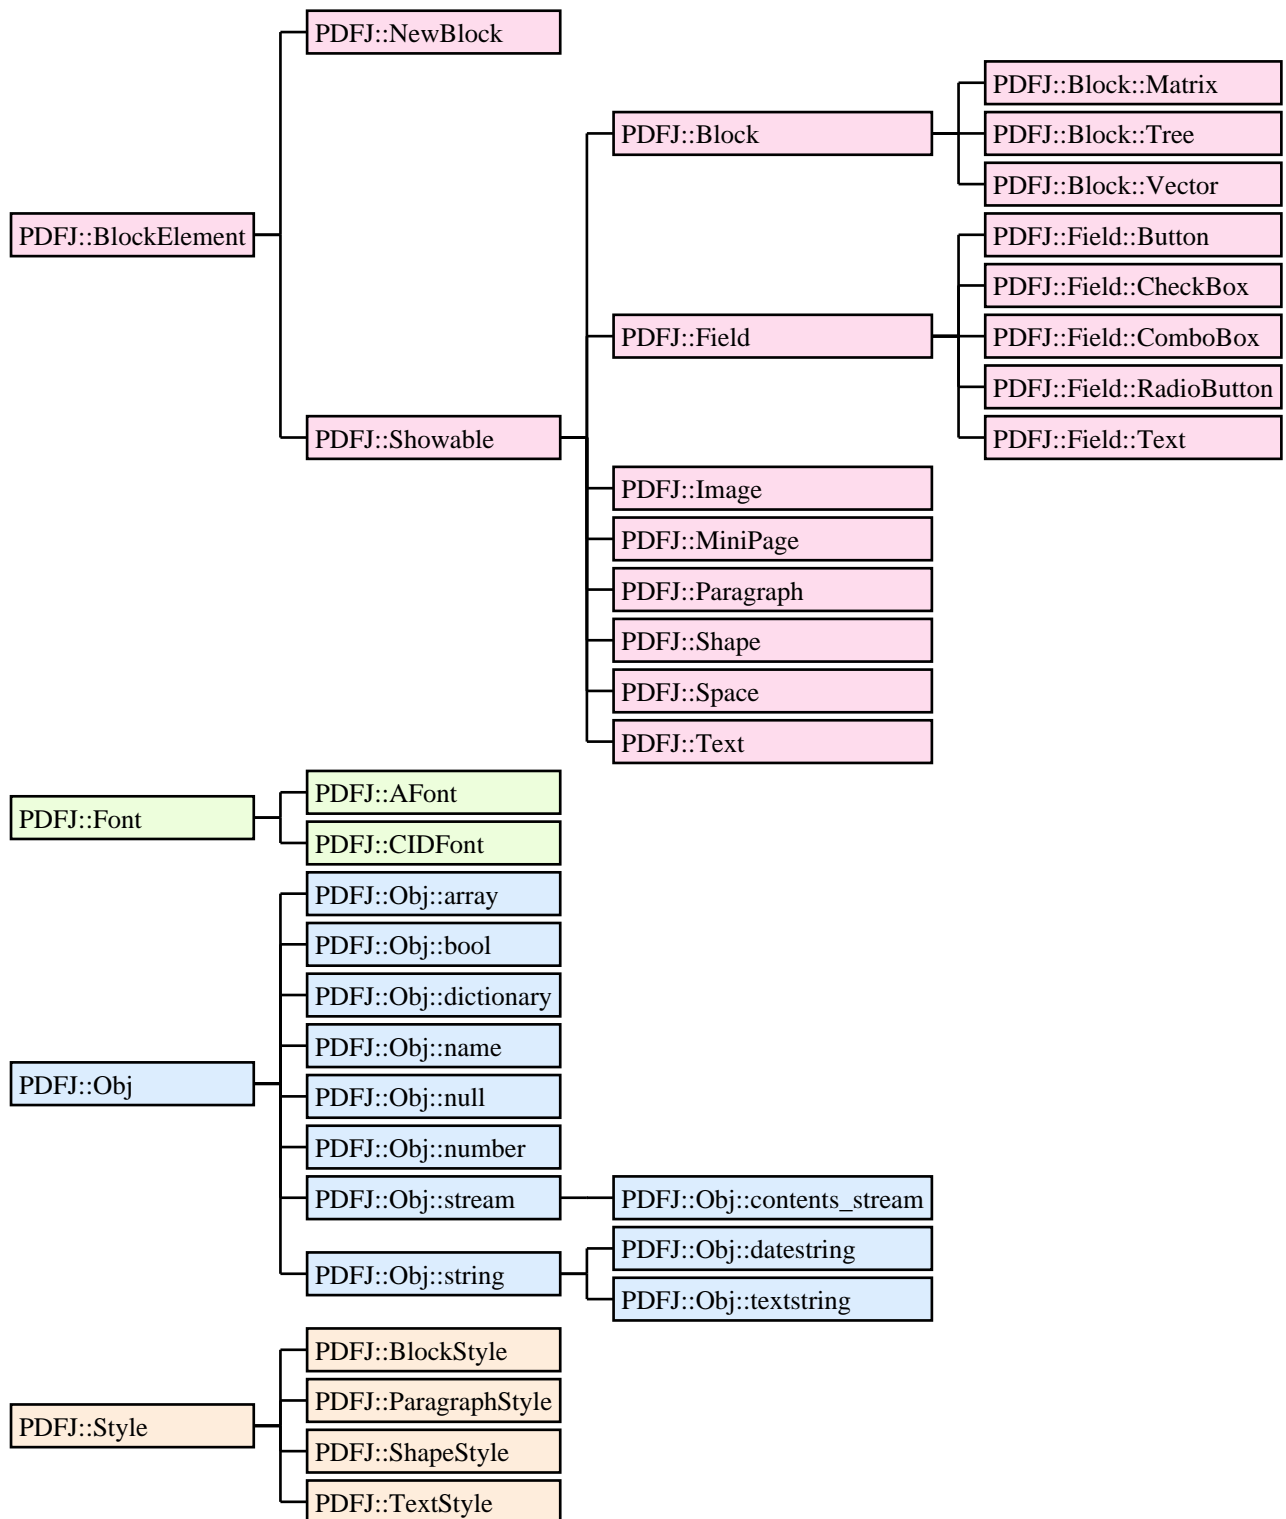 PDFJ::BlockElement
PDFJ::NewBlock
PDFJ::Showable
PDFJ::Block
PDFJ::Block::Matrix
PDFJ::Block::Tree
PDFJ::Block::Vector
PDFJ::Field
PDFJ::Field::Button
PDFJ::Field::CheckBox
PDFJ::Field::ComboBox
PDFJ::Field::RadioButton
PDFJ::Field::Text
PDFJ::Image
PDFJ::MiniPage
PDFJ::Paragraph
PDFJ::Shape
PDFJ::Space
PDFJ::Text
PDFJ::Font
PDFJ::AFont
PDFJ::CIDFont
PDFJ::Obj
PDFJ::Obj::array
PDFJ::Obj::bool
PDFJ::Obj::dictionary
PDFJ::Obj::name
PDFJ::Obj::null
PDFJ::Obj::number
PDFJ::Obj::stream
PDFJ::Obj::contents_stream
PDFJ::Obj::string
PDFJ::Obj::datestring
PDFJ::Obj::textstring
PDFJ::Style
PDFJ::BlockStyle
PDFJ::ParagraphStyle
PDFJ::ShapeStyle
PDFJ::TextStyle